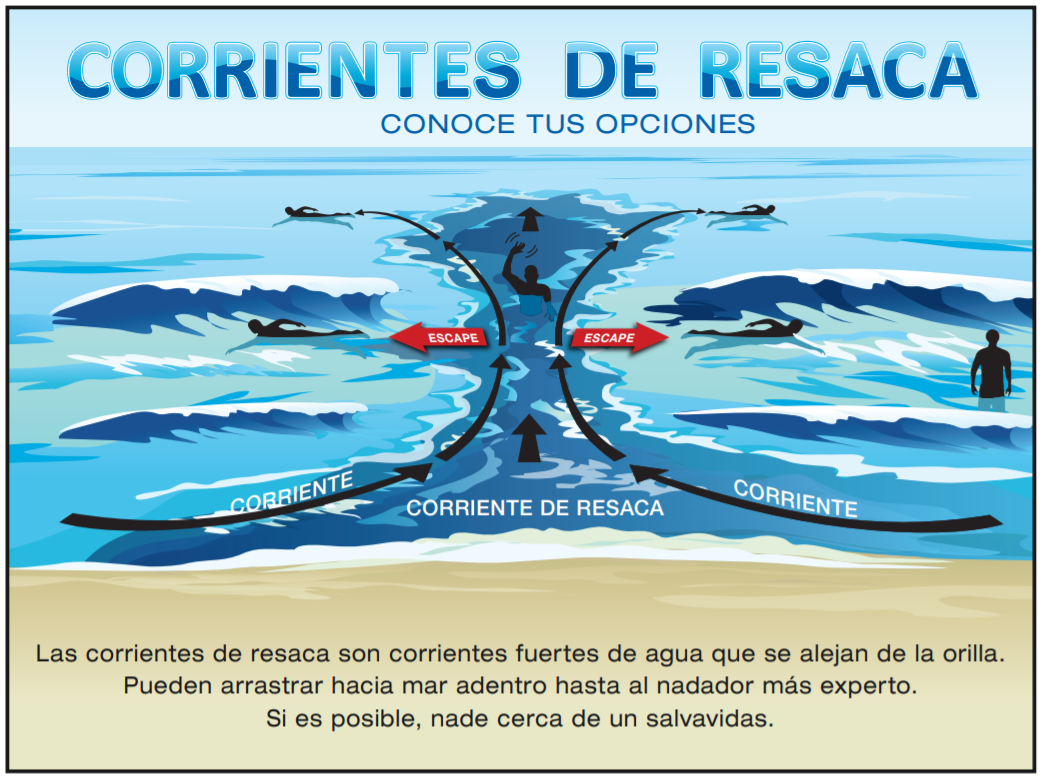 CORRIENTES DE RESACA
CONOCE TUS OPCIONES
ESCAPE
ESCAPE
CORRIENTE
CORRIENTE DE RESACA
CORRIENTE
Las corrientes de resaca son corrientes fuertes de agua que se alejan de la orilla.
Pueden arrastrar hacia mar adentro hasta al nadador más experto.
Si es posible, nade cerca de un salvavidas.